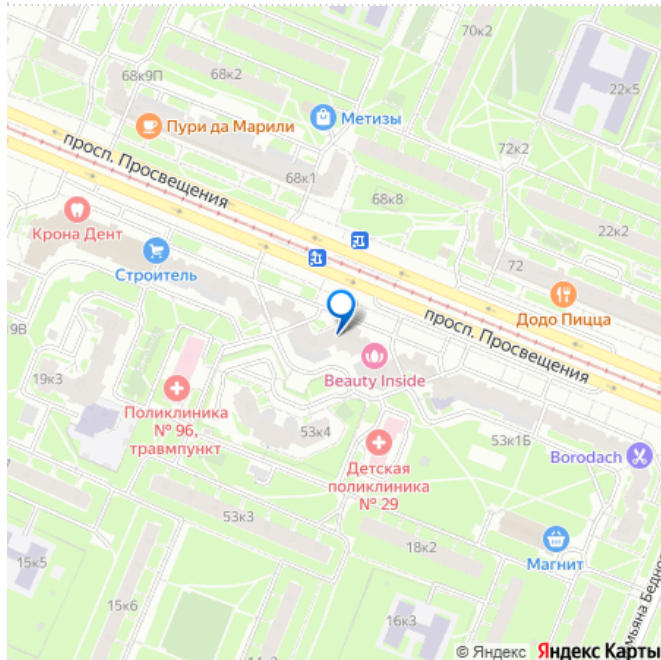 70к2
68к9П
68к2
22к5
Пури да Марили
Метизы
72к2
просп. Просвещения
68к1
68к8
22к2
Крона Дент
Строитель
72
Додо Пицца
просп. Просвещения
9В
19к3
Beauty Inside
Поликлиника
№ 96,
травмпункт
53к4
53к1Б
Borodach
Детская
поликлиника
№ 29
53к3
18к2
Магнит
15к5
15к6
16к3
мьяна Бедног
© Яндекс Яндекс Карты